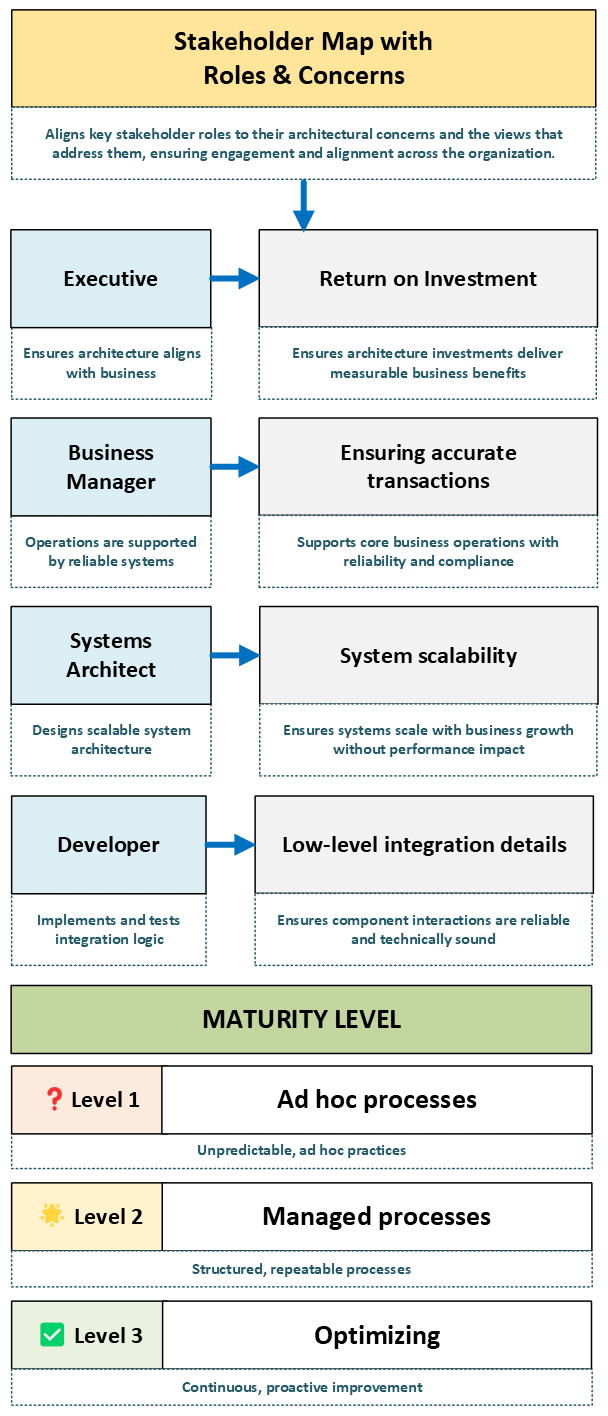 Stakeholder Map with
Roles & Concerns
Aligns key stakeholder roles to their architectural concerns and the views that
address them, ensuring engagement and alignment across the organization.
Executive
Return on Investment
Ensures architecture aligns
with business
Ensures architecture investments deliver
measurable business benefits
Business
Manager
Ensuring accurate
transactions
Operations are supported
by reliable systems
Supports core business operations with
reliability and compliance
Systems
Architect
System scalability
Designs scalable system
architecture
Ensures systems scale with business growth
without performance impact
Developer
Low-level integration details
Implements and tests
integration logic
Ensures component interactions are reliable
and technically sound
MATURITY LEVEL
❓ Level 1
Ad hoc processes
Unpredictable, ad hoc practices
🌟 Level 2
Managed processes
Structured, repeatable processes
✅ Level 3
Optimizing
Continuous, proactive improvement